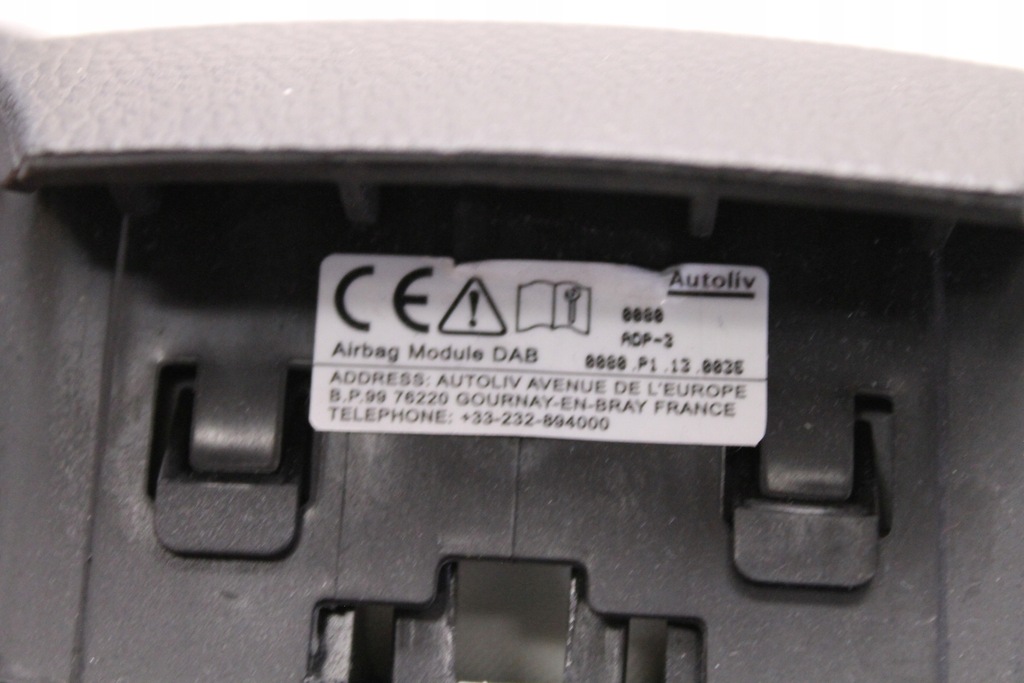 CE
Autoliv
0080
ADP-3
Airbag Module DAB 0080.P1.13.0035
ADDRESS: AUTOLIV AVENUE DE L'EUROPE
B.P.99 76220 GOURNAY-EN-BRAY FRANCE
TELEPHONE: +33-232-894000